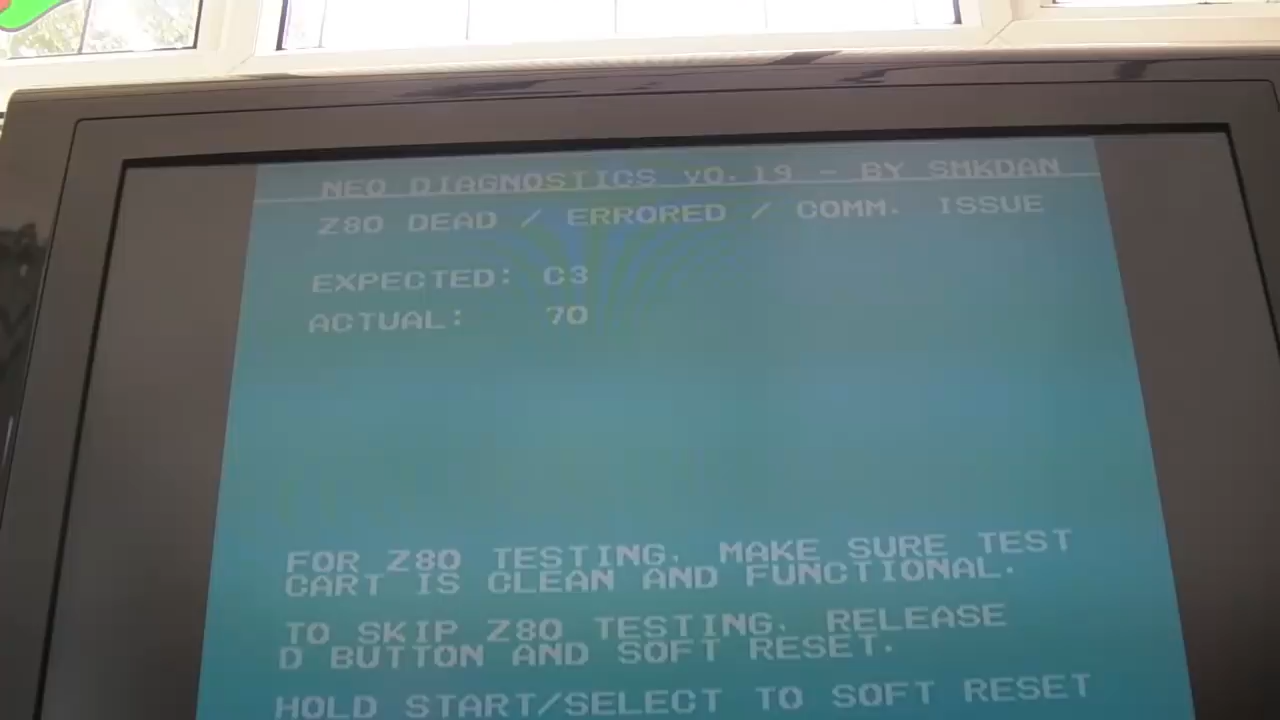 NEO DIAGNOSTICS v0.19 - BY SMKDAN
Z80 DEAD / ERRORED / COMM. ISSUE
EXPECTED: C3
ACTUAL: 70
FOR Z80 TESTING, MAKE SURE TEST
CART IS CLEAN AND FUNCTIONAL.
TO SKIP Z80 TESTING, RELEASE
D BUTTON AND SOFT RESET.
HOLD START/SELECT TO SOFT RESET